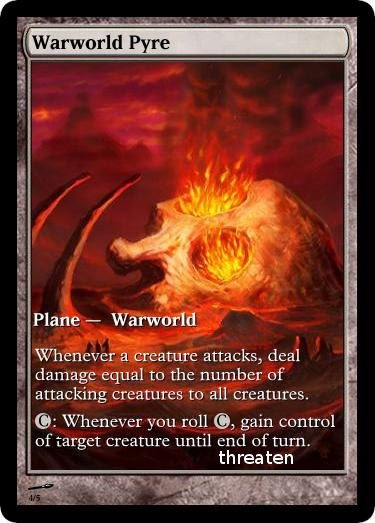 Warworld Pyre
Plane — Warworld
Whenever a creature attacks, deal
damage equal to the number of
attacking creatures to all creatures.
C: Whenever you roll C, gain control
of target creature until end of turn.
threaten
4/5